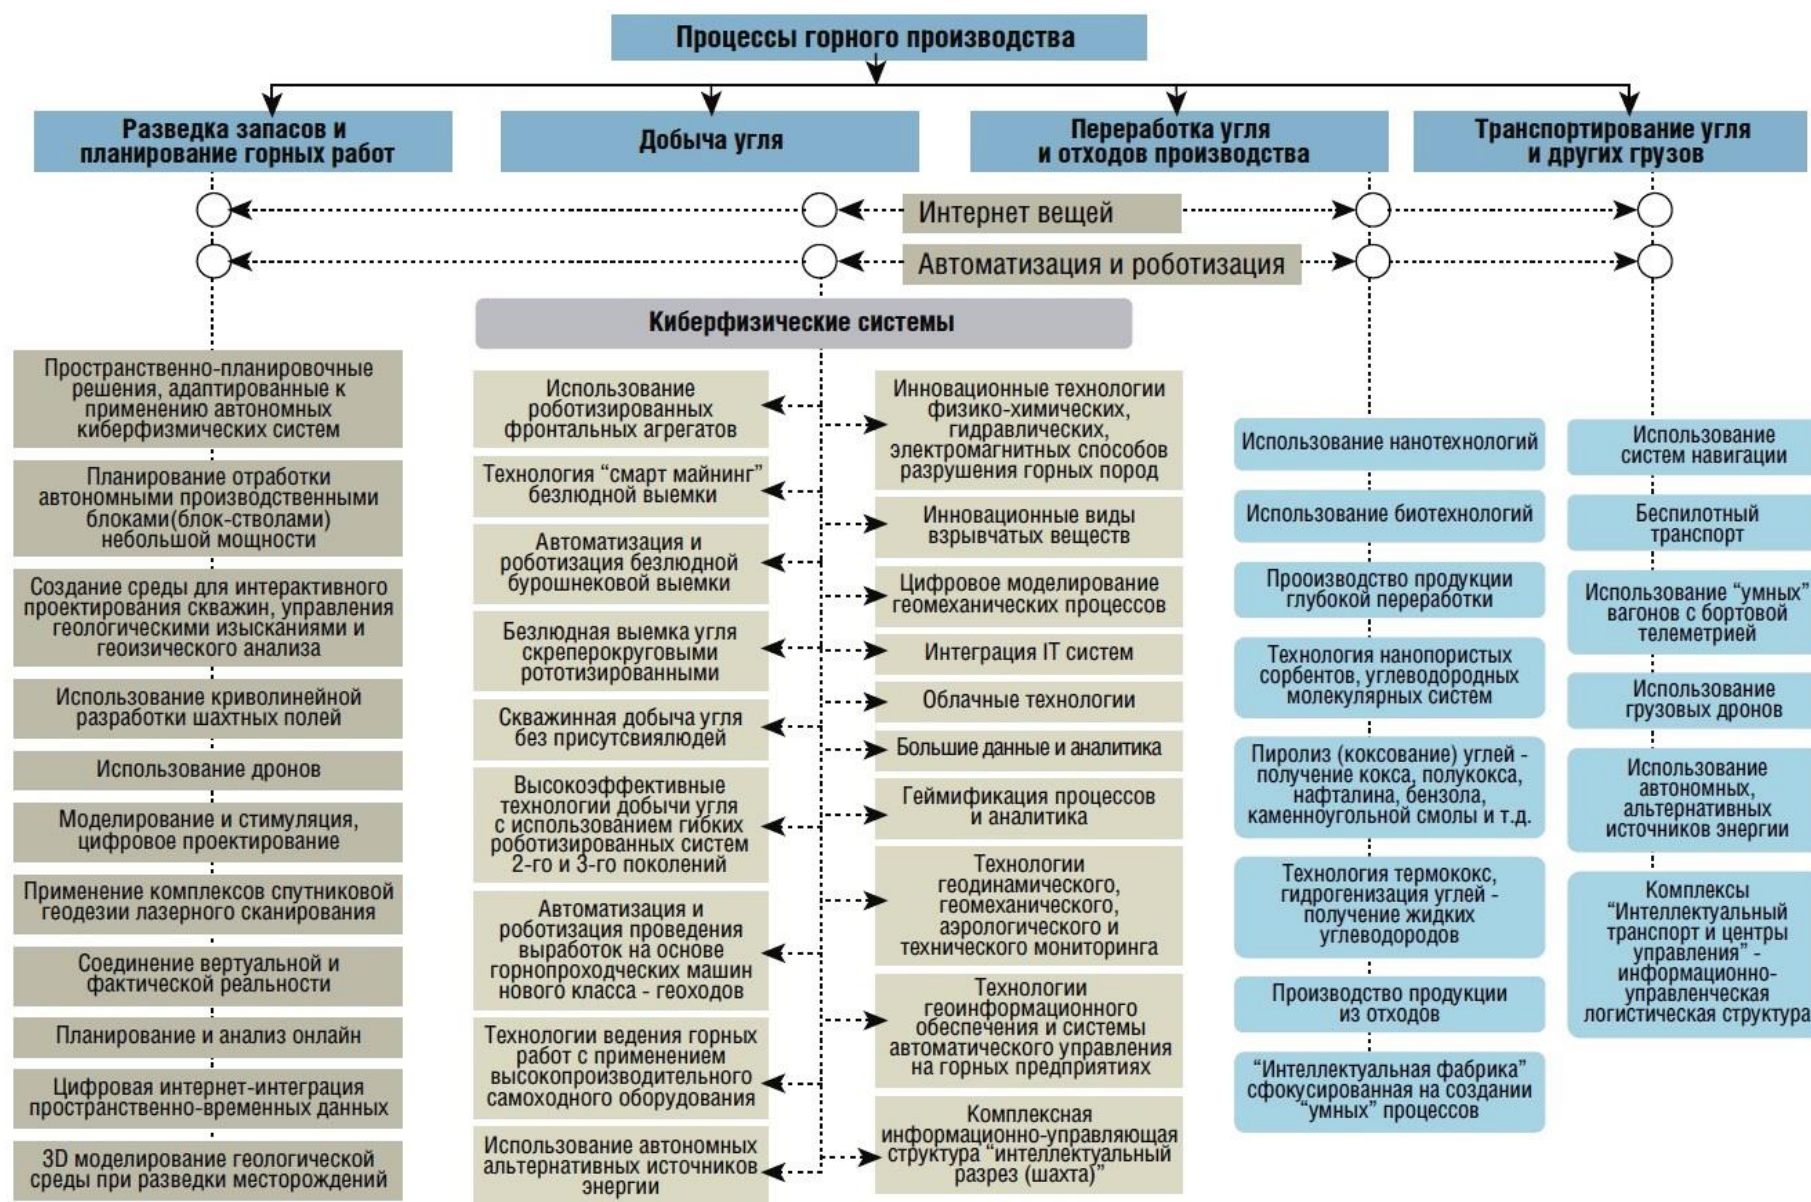 Процессы горного производства
Разведка запасов и
планирование горных работ
Добыча угля
Переработка угля
и отходов производства
Транспортирование угля
и других грузов
Интернет вещей
Автоматизация и роботизация
Киберфизические системы
Пространственно-планировочные
решения, адаптированные к
применению автономных
киберфизмических систем
Планирование отработки
автономными производственными
блоками(блок-стволами)
небольшой мощности
Создание среды для интерактивного
проектирования скважин, управления
геологическими изысканиями и
геоизического анализа
Использование криволинейной
разработки шахтных полей
Использование дронов
Моделирование и стимуляция,
цифровое проектирование
Применение комплексов спутниковой
геодезии лазерного сканирования
Соединение вертуальной и
фактической реальности
Планирование и анализ онлайн
Цифровая интернет-интеграция
пространственно-временных данных
3D моделирование геологической
среды при разведки месторождений
Использование
роботизированных
фронтальных агрегатов
Технология “смарт майнинг”
безлюдной выемки
Автоматизация и
роботизация безлюдной
бурошнековой выемки
Безлюдная выемка угля
скреперокруговыми
рототизированными
Скважинная добыча угля
без присутсвиялюдей
Высокоэффективные
технологии добычи угля
с использованием гибких
роботизированных систем
2-го и 3-го поколений
Автоматизация и
роботизация проведения
выработок на основе
горнопроходческих машин
нового класса - геоходов
Технологии ведения горных
работ с применением
высокопроизводительного
самоходного оборудования
Использование автономных
альтернативных источников
энергии
Инновационные технологии
физико-химических,
гидравлических,
электромагнитных способов
разрушения горных пород
Инновационные виды
взрывчатых веществ
Цифровое моделирование
геомеханических процессов
Интеграция IT систем
Облачные технологии
Большие данные и аналитика
Геймификация процессов
и аналитика
Технологии
геодинамического,
геомеханического,
аэрологического и
технического мониторинга
Технологии
геоинформационного
обеспечения и системы
автоматического управления
на горных предприятиях
Комплексная
информационно-управляющая
структура “интеллектуальный
разрез (шахта)”
Использование нанотехнологий
Использование биотехнологий
Прооизводство продукции
глубокой переработки
Технология нанопористых
сорбентов, углеводородных
молекулярных систем
Пиролиз (коксование) углей -
получение кокса, полукокса,
нафталина, бензола,
каменноугольной смолы и т.д.
Технология термококс,
гидрогенизация углей -
получение жидких
углеводородов
Производство продукции
из отходов
“Интеллектуальная фабрика”
сфокусированная на создании
“умных” процессов
Использование
систем навигации
Беспилотный
транспорт
Использование “умных”
вагонов с бортовой
телеметрией
Использование
грузовых дронов
Использование
автономных,
альтернативных
источников энергии
Комплексы
“Интеллектуальный
транспорт и центры
управления” -
информационно-
управленческая
логистическая структура